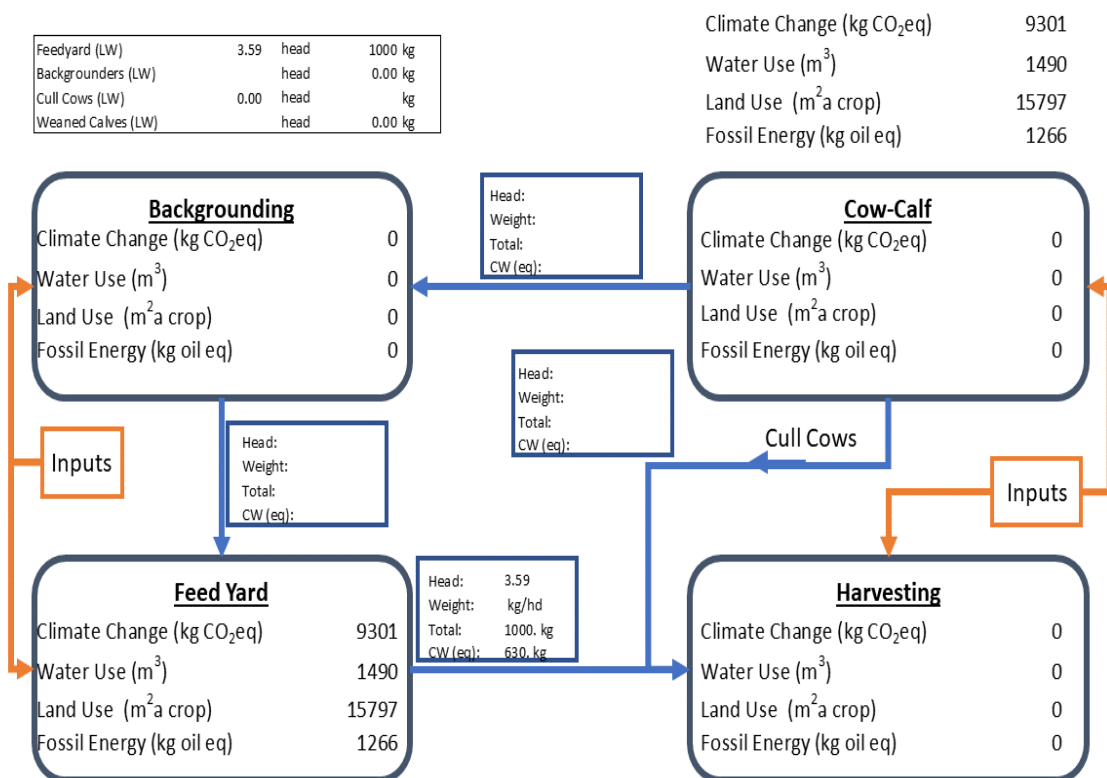 Climate Change (kg CO₂eq) 9301
Water Use (m³) 1490
Land Use (m²a crop) 15797
Fossil Energy (kg oil eq) 1266
Feedyard (LW) 3.59 head 1000 kg
Backgrounders (LW) head 0.00 kg
Cull Cows (LW) 0.00 head kg
Weaned Calves (LW) head 0.00 kg
Backgrounding
Climate Change (kg CO₂eq) 0
Water Use (m³) 0
Land Use (m²a crop) 0
Fossil Energy (kg oil eq) 0
Head:
Weight:
Total:
CW (eq):
Cow-Calf
Climate Change (kg CO₂eq) 0
Water Use (m³) 0
Land Use (m²a crop) 0
Fossil Energy (kg oil eq) 0
Head:
Weight:
Total:
CW (eq):
Cull Cows
Inputs
Head:
Weight:
Total:
CW (eq):
Inputs
Feed Yard
Climate Change (kg CO₂eq) 9301
Water Use (m³) 1490
Land Use (m²a crop) 15797
Fossil Energy (kg oil eq) 1266
Head: 3.59
Weight: kg/hd
Total: 1000. kg
CW (eq): 630. kg
Harvesting
Climate Change (kg CO₂eq) 0
Water Use (m³) 0
Land Use (m²a crop) 0
Fossil Energy (kg oil eq) 0